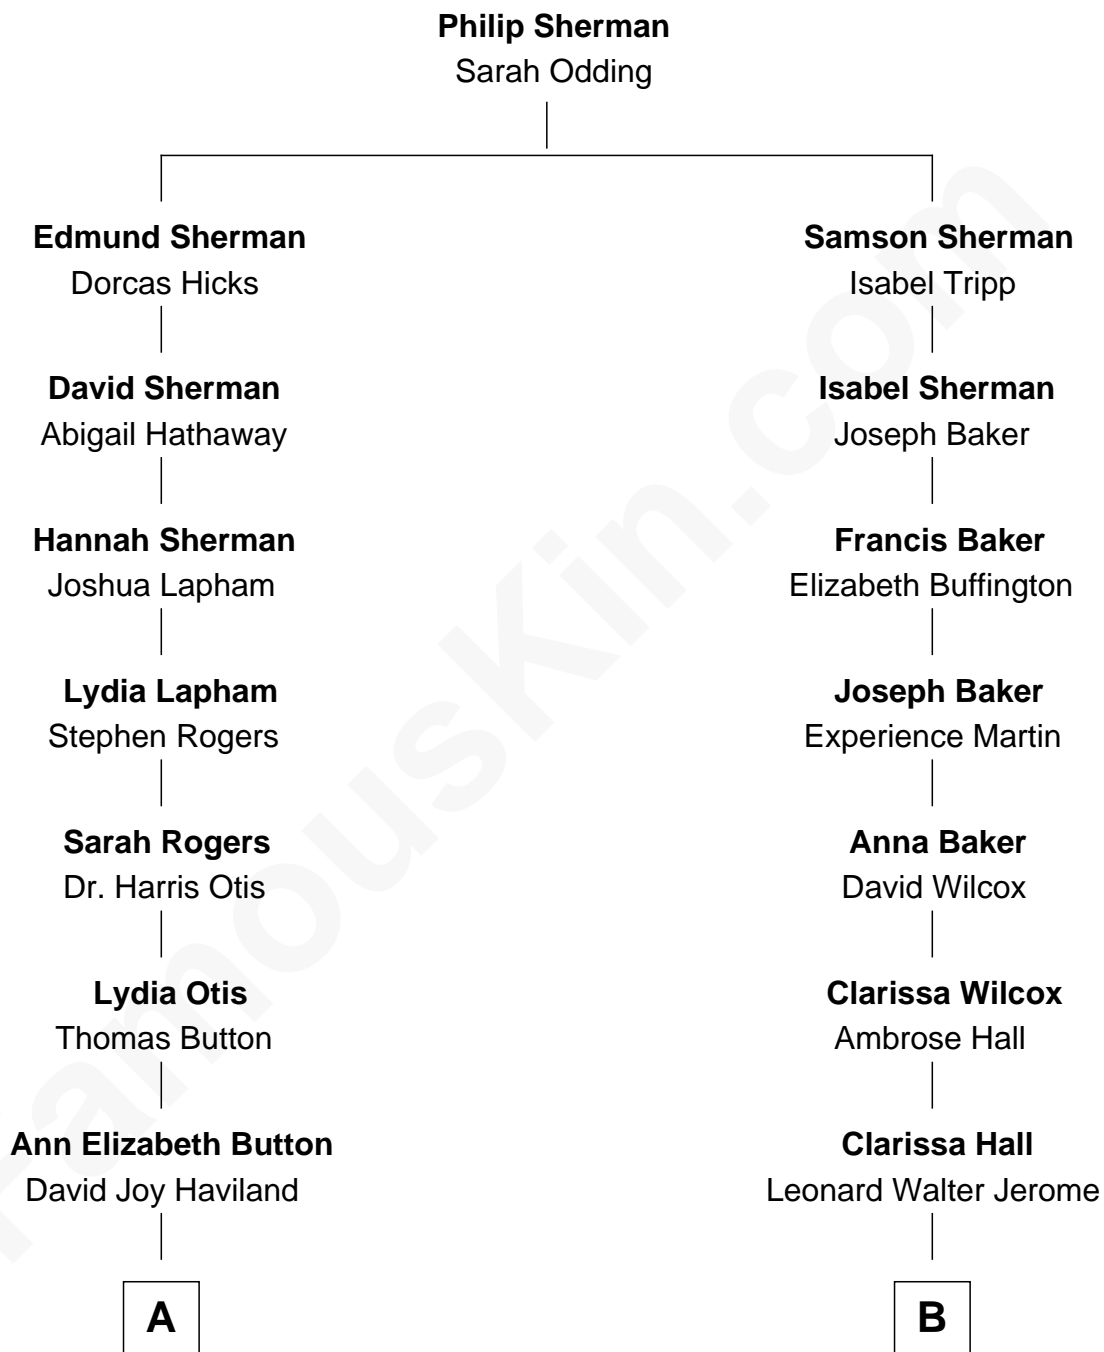 Philip Sherman
Sarah Odding
Edmund Sherman
Dorcas Hicks
Samson Sherman
Isabel Tripp
David Sherman
Abigail Hathaway
Isabel Sherman
Joseph Baker
Hannah Sherman
Joshua Lapham
Francis Baker
Elizabeth Buffington
Lydia Lapham
Stephen Rogers
Joseph Baker
Experience Martin
Sarah Rogers
Dr. Harris Otis
Anna Baker
David Wilcox
Lydia Otis
Thomas Button
Clarissa Wilcox
Ambrose Hall
Ann Elizabeth Button
David Joy Haviland
Clarissa Hall
Leonard Walter Jerome
A
B
FamousKin.com